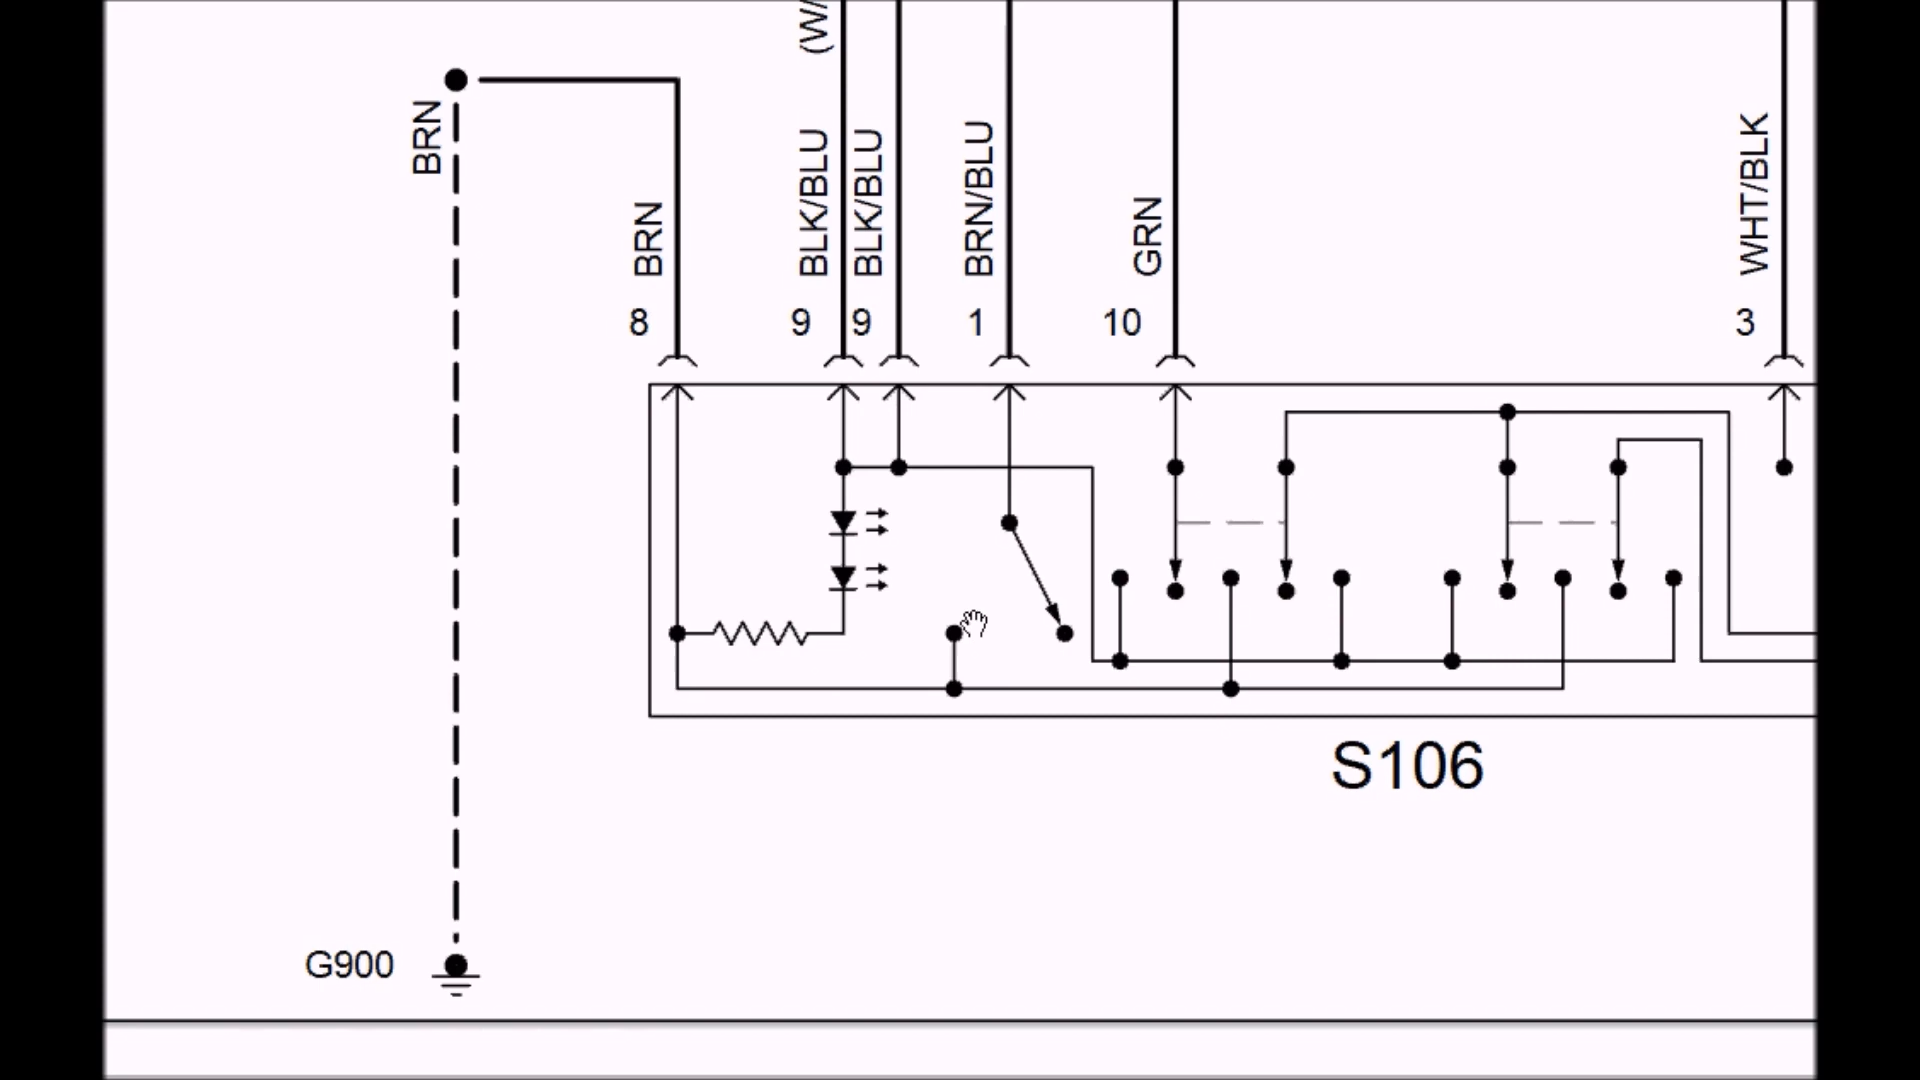 (W/
BRN
BRN
BLK/BLU
BLK/BLU
BRN/BLU
GRN
WHT/BLK
8
9
9
1
10
3
S106
G900